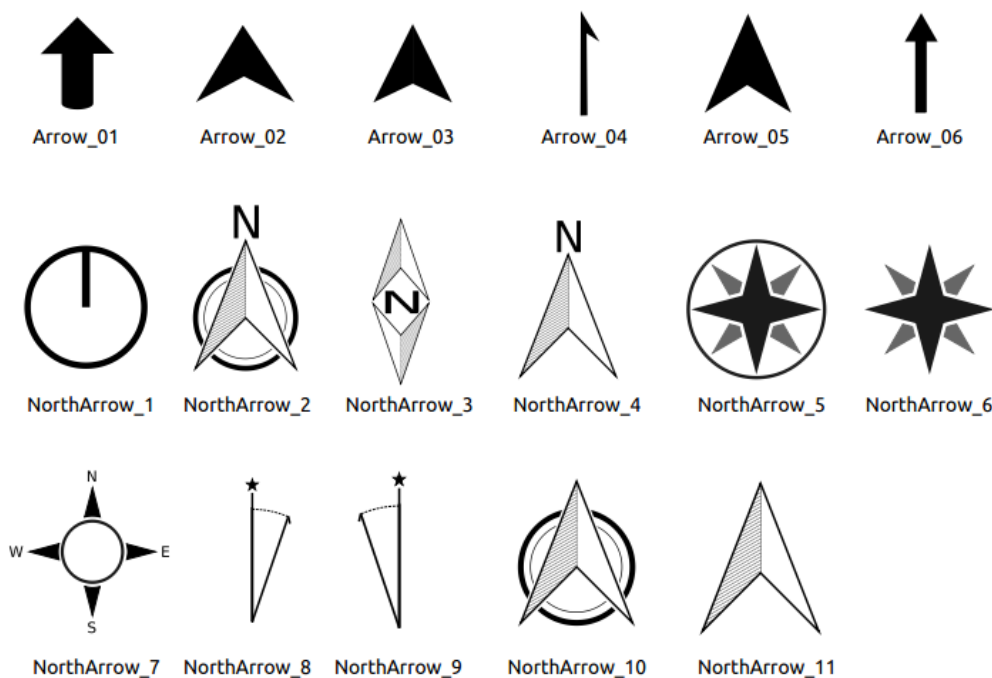 Arrow_01 Arrow_02 Arrow_03 Arrow_04 Arrow_05 Arrow_06
N N
N
NorthArrow_1 NorthArrow_2 NorthArrow_3 NorthArrow_4 NorthArrow_5 NorthArrow_6
N
W E
S
NorthArrow_7 NorthArrow_8 NorthArrow_9 NorthArrow_10 NorthArrow_11